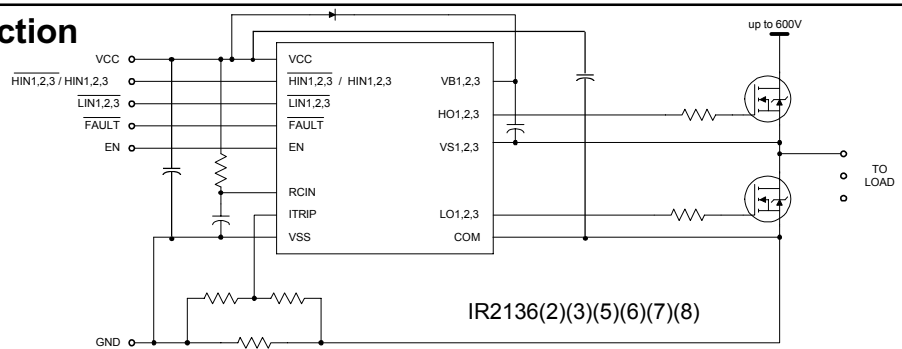 ction
up to 600V
VCC
HIN1,2,3 / HIN1,2,3
LIN1,2,3
FAULT
EN
GND
VCC
HIN1,2,3 / HIN1,2,3
LIN1,2,3
FAULT
EN
RCIN
ITRIP
VSS
VB1,2,3
HO1,2,3
VS1,2,3
LO1,2,3
COM
TO
LOAD
IR2136(2)(3)(5)(6)(7)(8)